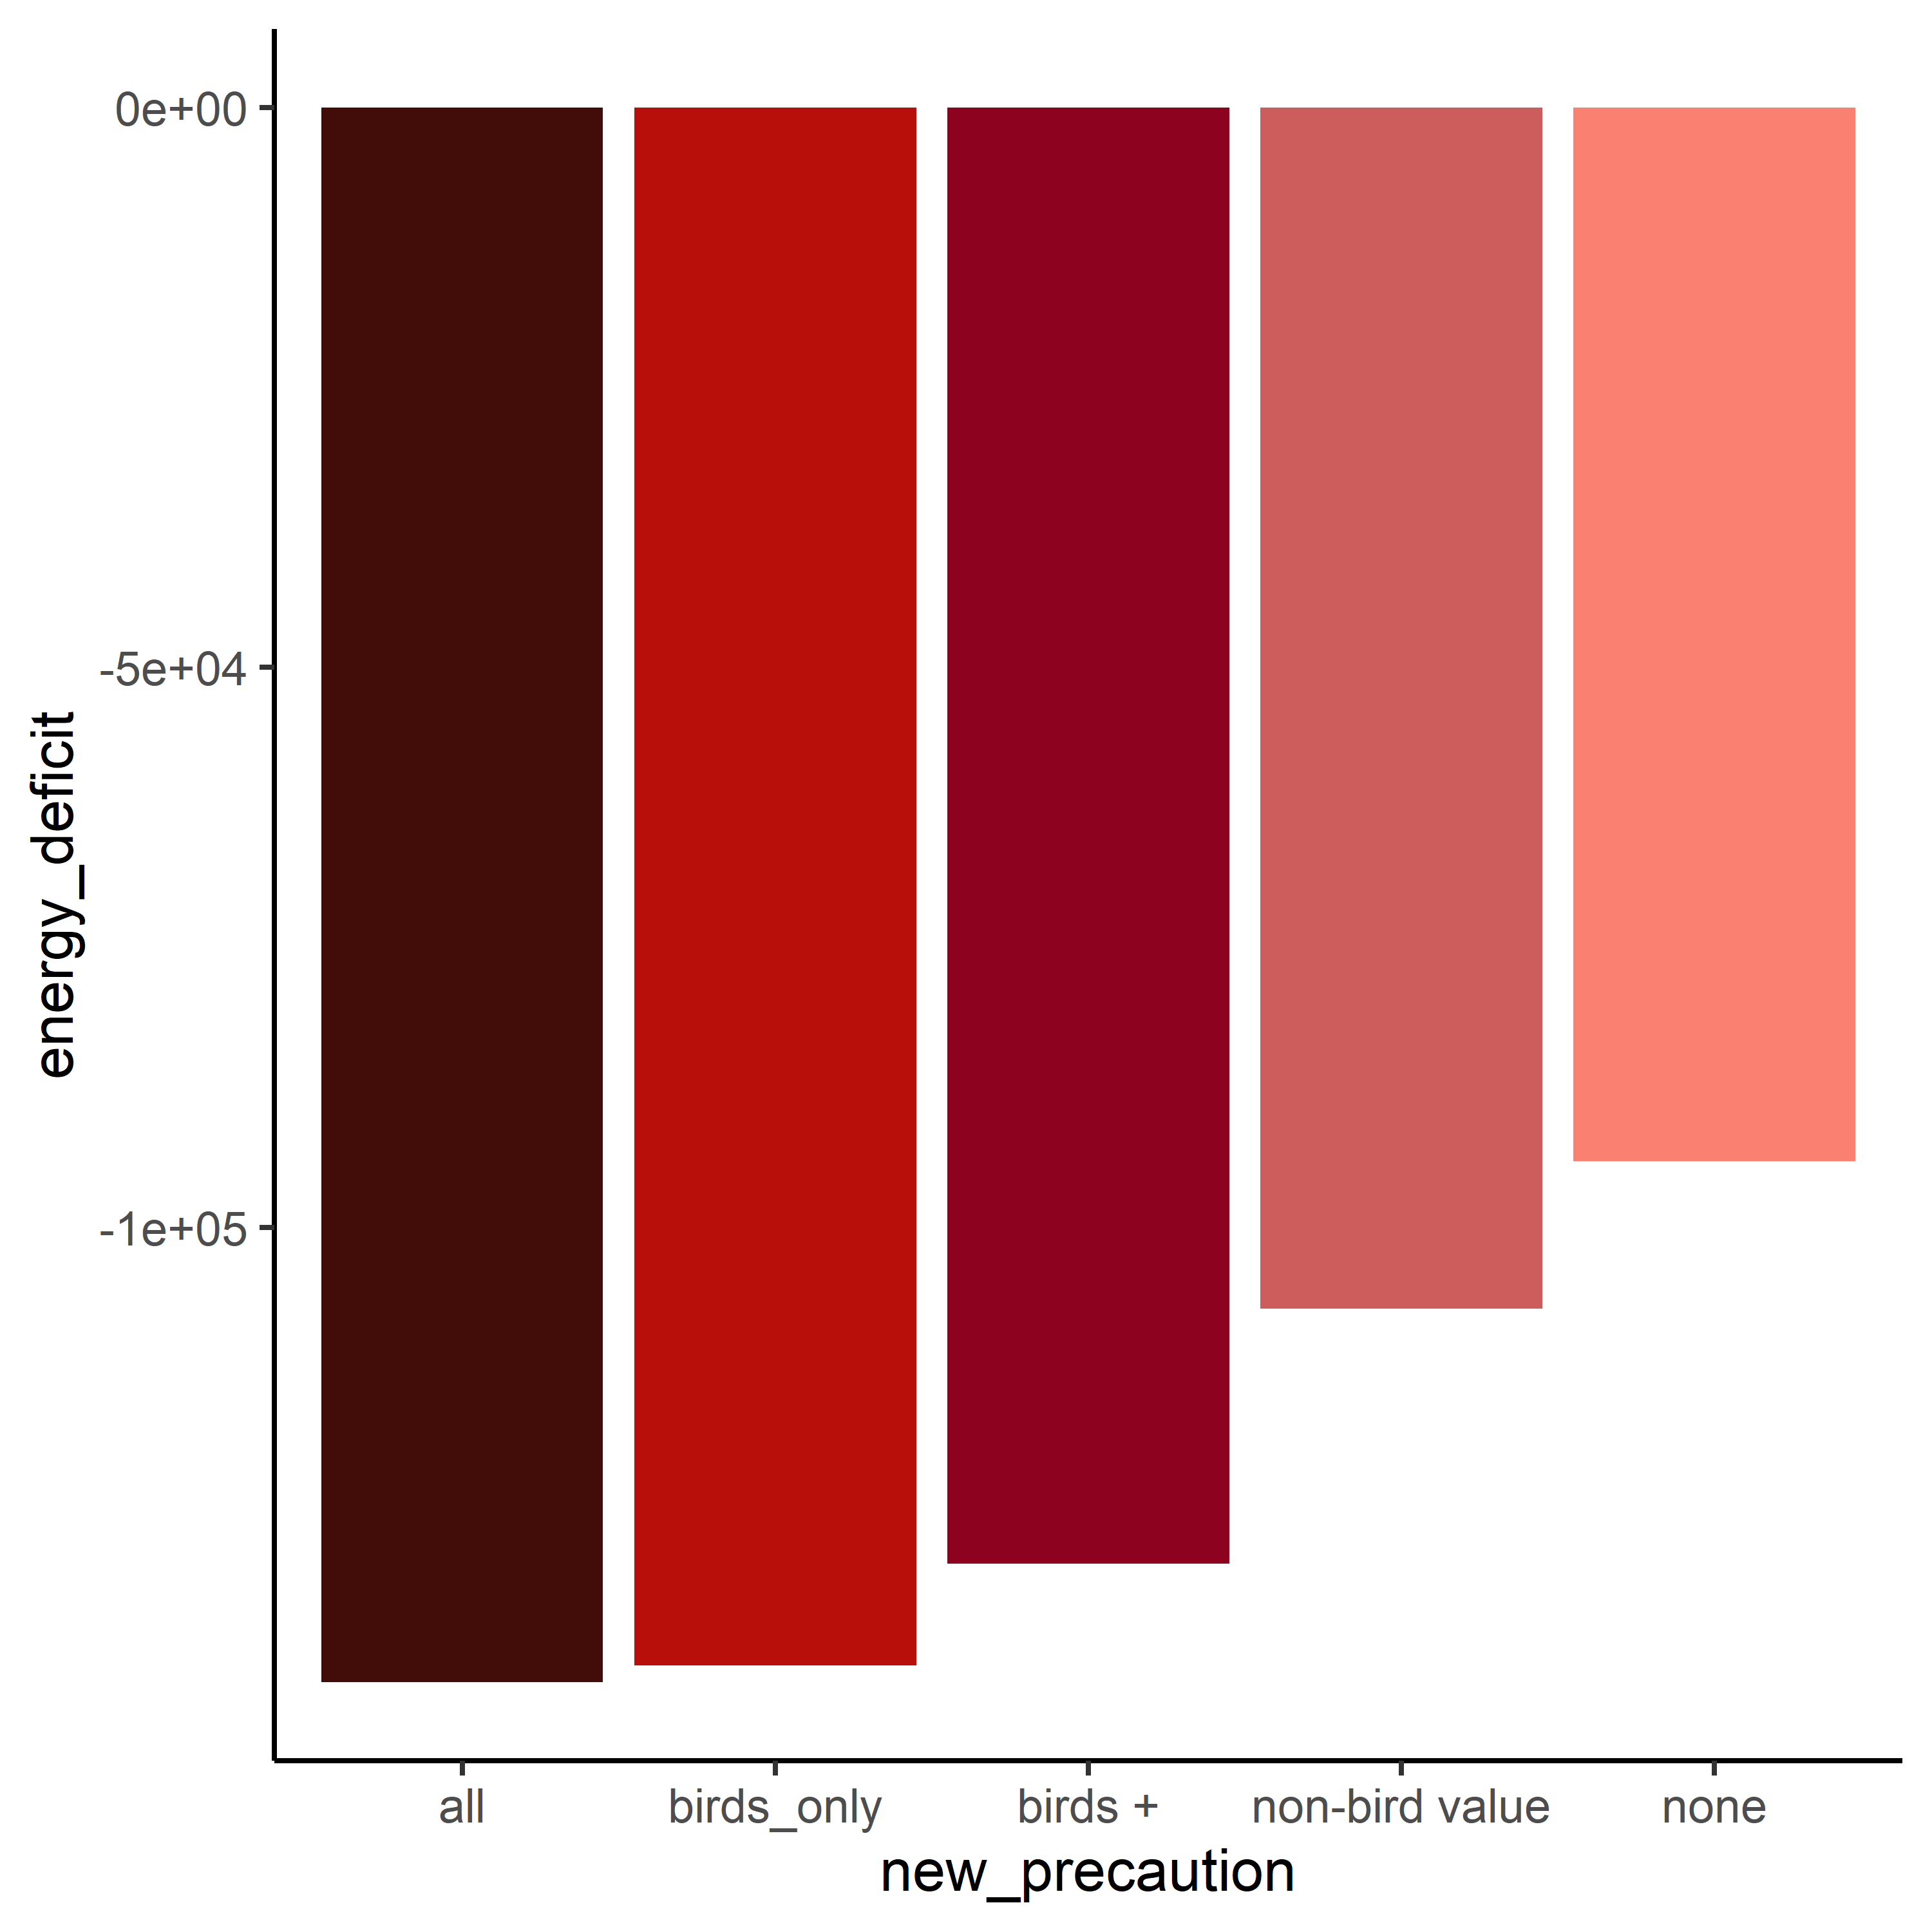 0e+00
-5e+04
-1e+05
energy_deficit
all birds_only birds + non-bird value none
new_precaution